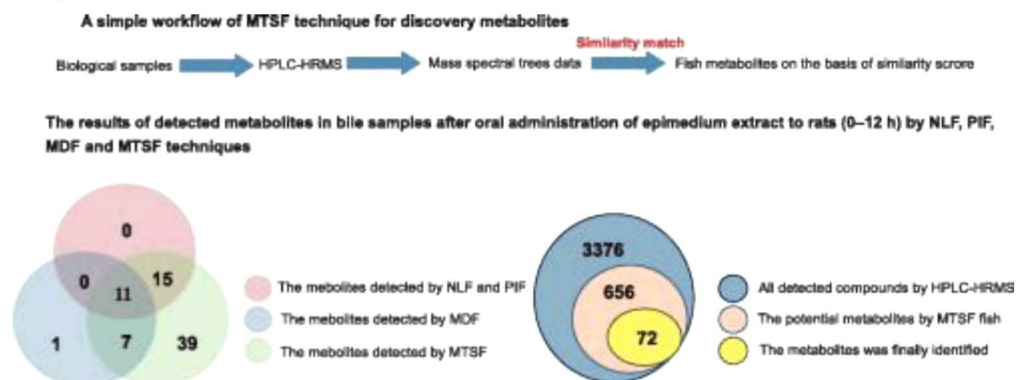 A simple workflow of MTSF technique for discovery metabolites
Similarity match
Biological samples HPLC-HRMS Mass spectral trees data Fish metabolites on the basis of similarity scrore
The results of detected metabolites in bile samples after oral administration of epimedium extract to rats (0–12 h) by NLF, PIF,
MDF and MTSF techniques
0
0
15
11
1
7
39
The mebolites detected by NLF and PIF
The mebolites detected by MDF
The mebolites detected by MTSF
3376
656
72
All detected compounds by HPLC-HRMS
The potential metabolites by MTSF fish
The metabolites was finally identified